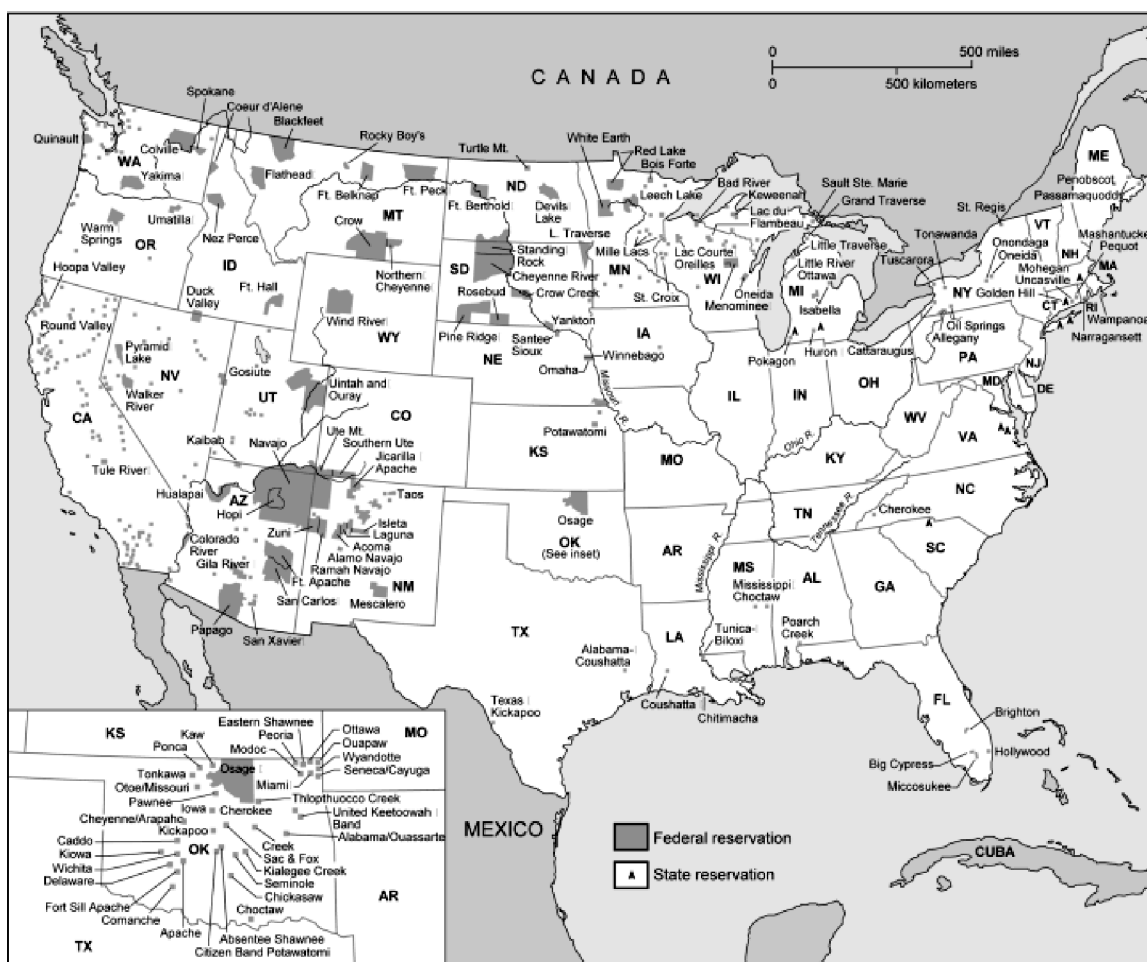 0 500 miles
0 500 kilometers
CANADA
Spokane
Coeur d'Alene
Blackfeet
Quinault
Colville
WA
Yakima
Flathead
Rocky Boy's
Ft. Belknap
Ft. Peck
MT
Crow
Northern
Cheyenne
Turtle Mt.
ND
Ft. Berthold
Devils
Lake
L. Traverse
White Earth
Red Lake
Bois Forte
Leech Lake
Bad River
Keweenah
Lac du
Flambeau
Sault Ste. Marie
Grand Traverse
Little Traverse
Little River
Ottawa
Isabella
MI
Mille Lacs
MN
Lac Courte
Oreilles
WI
St. Croix
Oneida
Menominee
Pokagon
Huron
ME
Penobscot
Passamaquoddy
St. Regis
VT
NH
Tonawanda
Tuscarora
Onondaga
Oneida
Mashantucket
Pequot
MA
Mohegan
Uncasville
NY
Golden Hill
CT
RI
Wampanoag
Narragansett
Oil Springs
Allegany
Cattaraugus
PA
NJ
MD
DE
Umatilla
Warm
Springs
OR
Nez Perce
Hoopa Valley
ID
Duck
Valley
Ft. Hall
Wind River
WY
SD
Standing
Rock
Cheyenne River
Crow Creek
Rosebud
Yankton
Pine Ridge
Santee
Sioux
NE
Omaha
Winnebago
IA
Missouri R.
Round Valley
Pyramid
Lake
NV
Walker
River
CA
Tule River
Gosiute
UT
Uintah and
Ouray
CO
Kaibab
Navajo
Ute Mt.
Southern Ute
Jicarilla
Apache
Taos
Hualapai
AZ
Hopi
Zuni
Isleta
Laguna
Acoma
Alamo Navajo
Ramah Navajo
Colorado
River
Gila River
Ft. Apache
San Carlos
NM
Mescalero
Papago
San Xavier
Potawatomi
KS
MO
IL
IN
OH
Ohio R.
KY
WV
VA
NC
Cherokee
TN
Tennessee R.
SC
GA
AL
Poarch
Creek
MS
Mississippi
Choctaw
Mississippi R.
AR
Osage
OK
(See inset)
TX
Texas
Kickapoo
Alabama-
Coushatta
LA
Tunica-
Biloxi
Coushatta
Chitimacha
FL
Brighton
Hollywood
Big Cypress
Miccosukee
CUBA
MEXICO
Federal reservation
State reservation
KS
MO
Eastern Shawnee
Peoria
Modoc
Ottawa
Quapaw
Wyandotte
Seneca/Cayuga
Kaw
Ponca
Osage
Miami
Tonkawa
Otoe/Missouri
Pawnee
Iowa
Cherokee
Thlopthuocco Creek
United Keetoowah
Band
Alabama/Ouassarte
Cheyenne/Arapaho
Kickapoo
Caddo
Kiowa
Wichita
Delaware
OK
Creek
Sac & Fox
Kialegee Creek
Seminole
Chickasaw
Choctaw
Fort Sill Apache
Comanche
Apache
Absentee Shawnee
Citizen Band Potawatomi
AR
TX